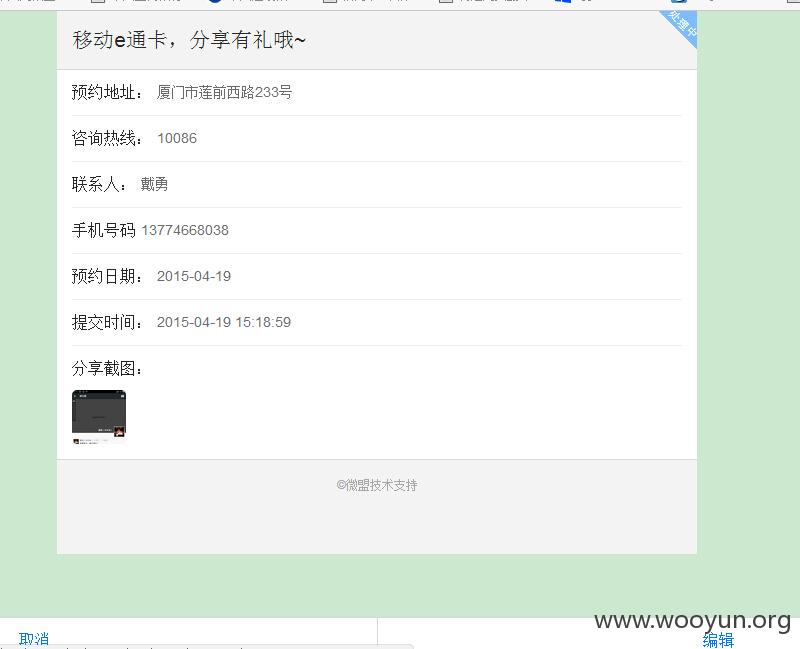 处理中
移动e通卡，分享有礼哦~
预约地址： 厦门市莲前西路233号
咨询热线： 10086
联系人： 戴勇
手机号码 13774668038
预约日期： 2015-04-19
提交时间： 2015-04-19 15:18:59
分享截图：
©微盟技术支持
www.wooyun.org
取消
编辑